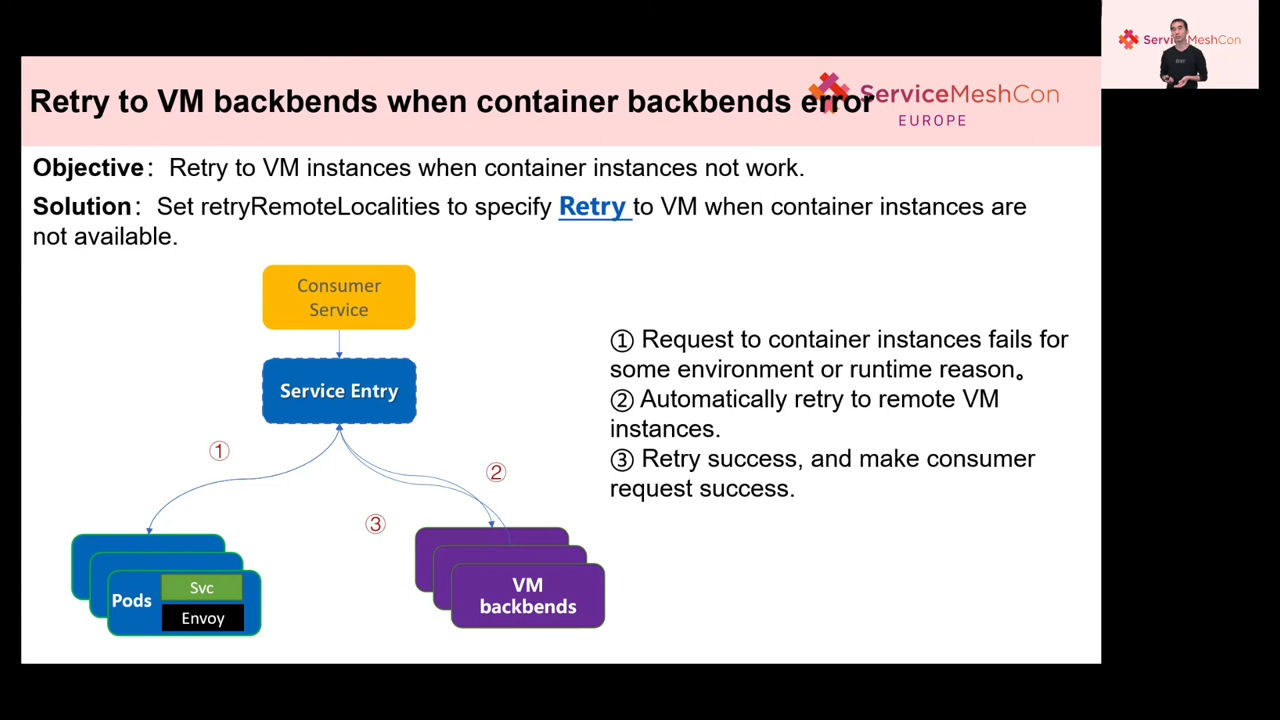 Retry to VM backbends when container backbends error
ServiceMeshCon
EUROPE
ServiceMeshCon
Objective： Retry to VM instances when container instances not work.
Solution： Set retryRemoteLocalities to specify Retry to VM when container instances are
not available.
Consumer
Service
Service Entry
①
②
③
Pods
Svc
Envoy
VM
backbends
① Request to container instances fails for
some environment or runtime reason。
② Automatically retry to remote VM
instances.
③ Retry success, and make consumer
request success.